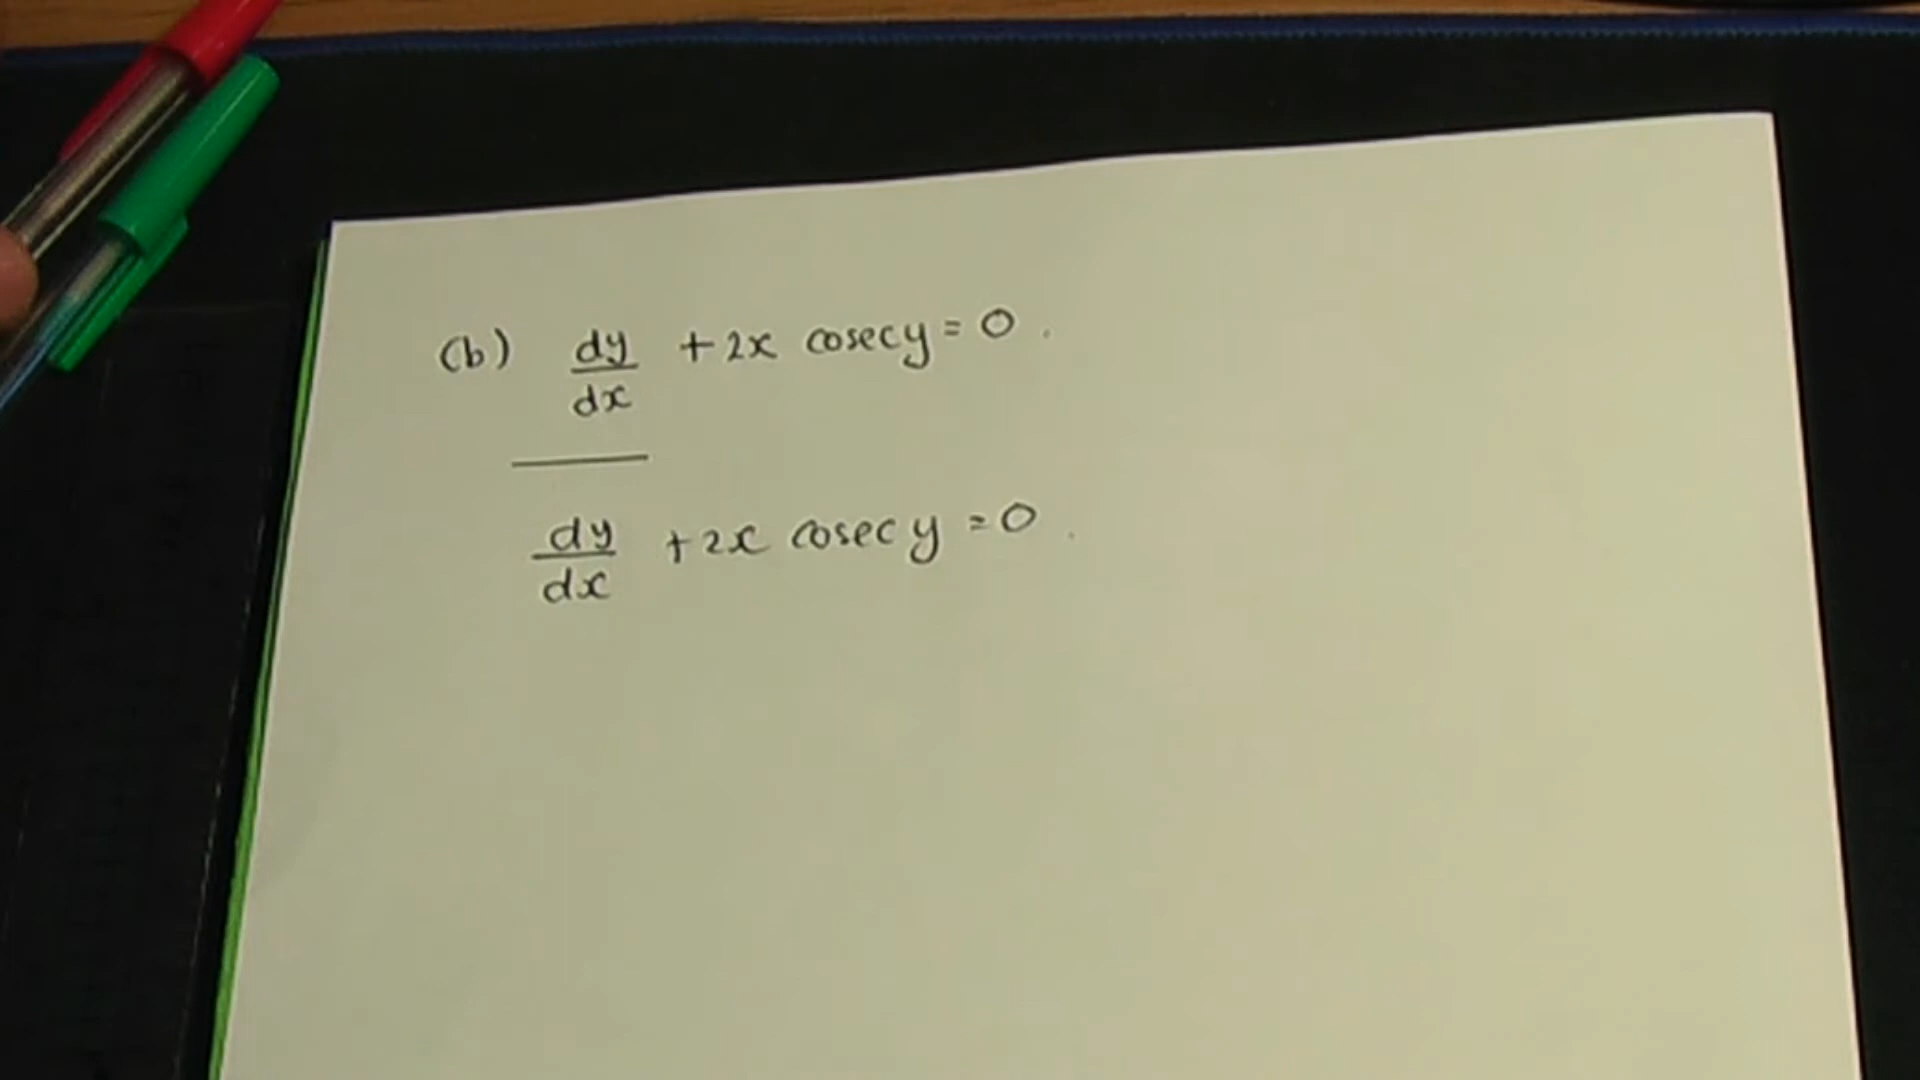 (b) dy/dx + 2x cosec y = 0.
dy/dx + 2x cosec y = 0.